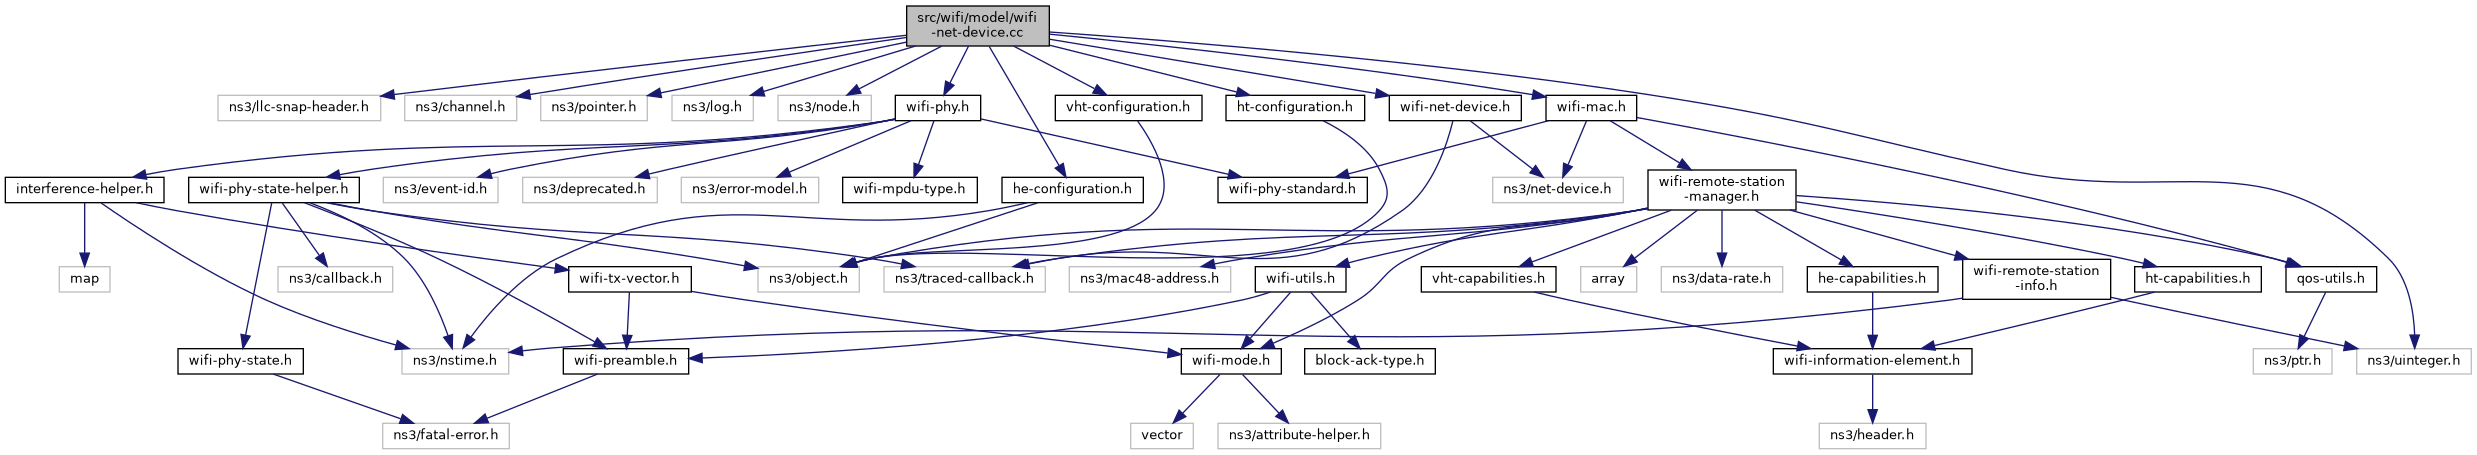 src/wifi/model/wifi
-net-device.cc
ns3/llc-snap-header.h
ns3/channel.h
ns3/pointer.h
ns3/log.h
ns3/node.h
wifi-phy.h
vht-configuration.h
ht-configuration.h
wifi-net-device.h
wifi-mac.h
interference-helper.h
wifi-phy-state-helper.h
ns3/event-id.h
ns3/deprecated.h
ns3/error-model.h
wifi-mpdu-type.h
he-configuration.h
wifi-phy-standard.h
ns3/net-device.h
wifi-remote-station
-manager.h
map
ns3/callback.h
wifi-tx-vector.h
ns3/object.h
ns3/traced-callback.h
ns3/mac48-address.h
wifi-utils.h
vht-capabilities.h
array
ns3/data-rate.h
he-capabilities.h
wifi-remote-station
-info.h
ht-capabilities.h
qos-utils.h
wifi-phy-state.h
ns3/nstime.h
wifi-preamble.h
wifi-mode.h
block-ack-type.h
wifi-information-element.h
ns3/ptr.h
ns3/uinteger.h
ns3/fatal-error.h
vector
ns3/attribute-helper.h
ns3/header.h